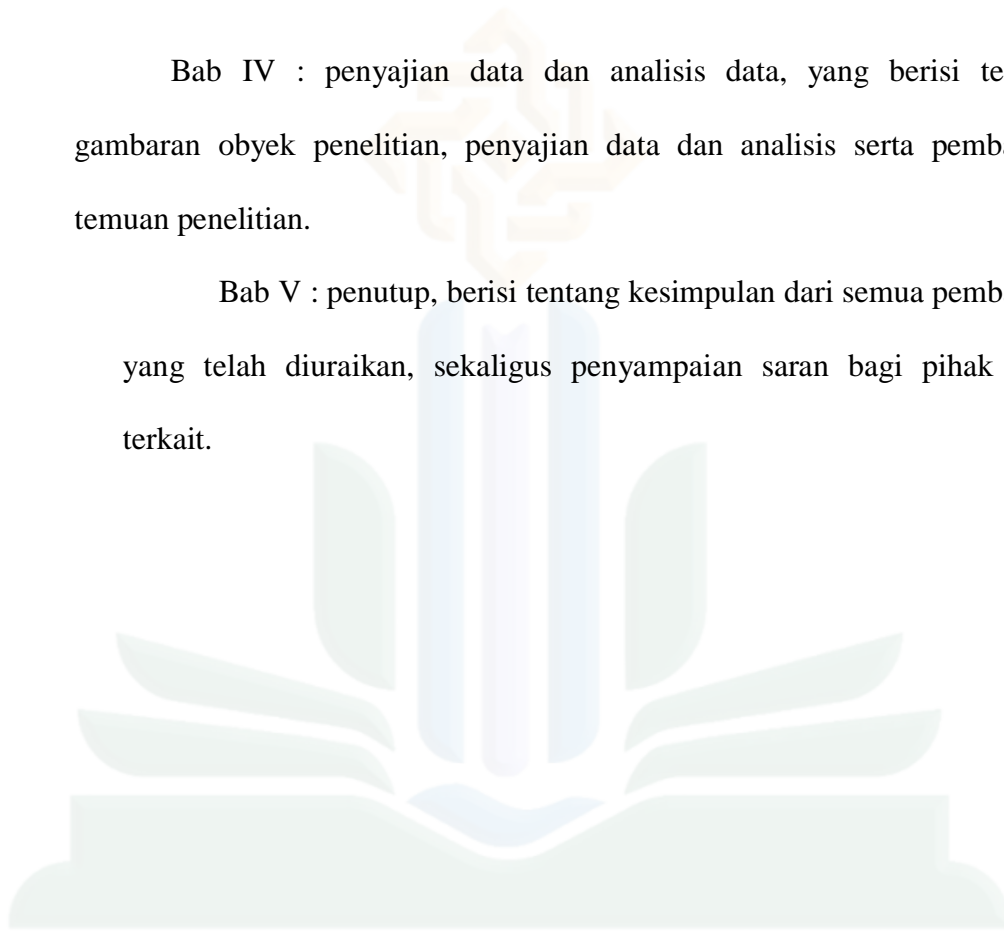 Bab IV : penyajian data dan analisis data, yang berisi te
gambaran obyek penelitian, penyajian data dan analisis serta pemb
temuan penelitian.
Bab V : penutup, berisi tentang kesimpulan dari semua pemb
yang telah diuraikan, sekaligus penyampaian saran bagi pihak
terkait.